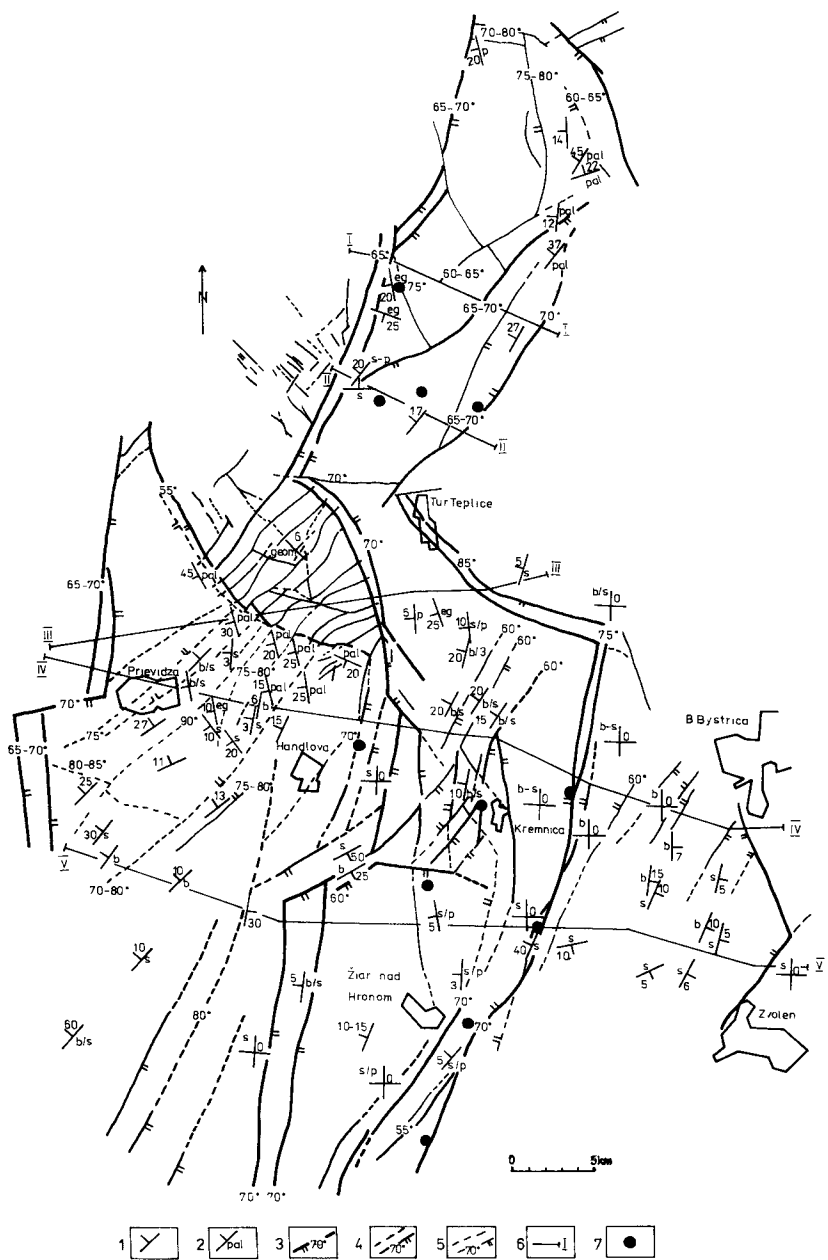 70-80°
20 p
75-80°
60-65°
65-70°
14
45 pal
22
pal
12 pal
37
pal
I
65°
60-65°
eg
20 75°
eg
25
65-70°
70°
I
27
N
II
20 s-p
s
17
65-70°
II
70°
Tur Teplice
55°
6
geom
70°
85°
5
s
III
45 pal
65-70°
b/s 0
75°
III
IV
pal
30
pal
20
pal
25
pal
20
5 p
eg
25
10 s/p
20 b/3
60°
60°
60°
Prievidza
b/s
3
s
75-80°
b/s
15 pal
pal
25
20
b/s
20
b/s
15 b/s
70°
10 eg
6 b
3
s
15
27
90°
10 s
20
75°
Handlova
70°
b-s 0
B Bystrica
65-70°
80-85°
25
11
s 0
10 b/s
b-s 0
60°
b 0
13
75-80°
Kremnica
b 0
IV
30 s
V
b
10
b
s
50
b
25
60°
b
7
b 15
s 10
s
5
70-80°
30
s/p
5
s 0
40 s
s
10
b 10
s 5
V
10
s
5 b/s
Žiar nad
Hronom
s/p
3
70°
s
5
s
6
s 0
60
b/s
80°
s 0
10-15
70°
5
s/p
Zvolen
s/p 0
55°
0 5km
70° 70°
1 2 pal 3 70° 4 70° 5 70° 6 I 7